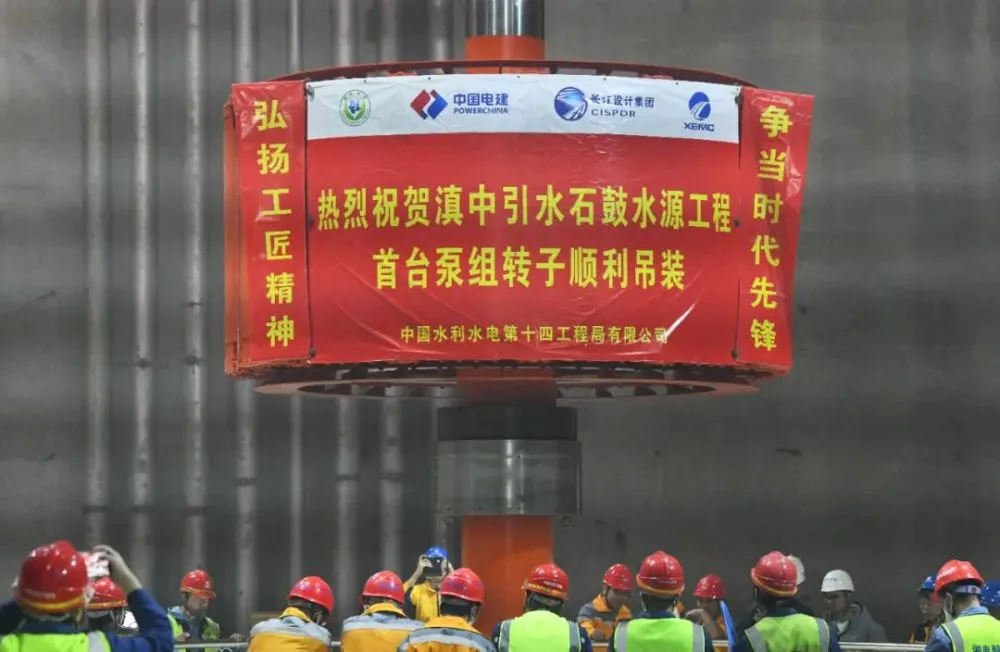 弘扬工匠精神
中国电建
POWERCHINA
长江设计集团
CISPDR
XEMC
热烈祝贺滇中引水石鼓水源工程
首台泵组转子顺利吊装
中国水利水电第十四工程局有限公司
争当时代先锋